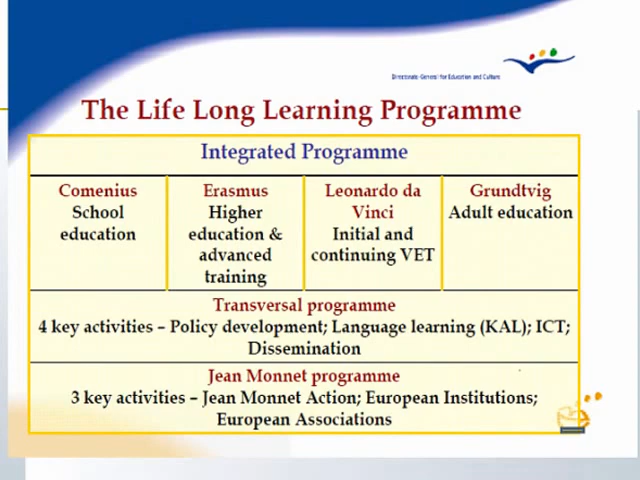 Directorate-General for Education and Culture
The Life Long Learning Programme
Integrated Programme
Comenius
School
education
Erasmus
Higher
education &
advanced
training
Leonardo da
Vinci
Initial and
continuing VET
Grundtvig
Adult education
Transversal programme
4 key activities – Policy development; Language learning (KAL); ICT;
Dissemination
Jean Monnet programme
3 key activities – Jean Monnet Action; European Institutions;
European Associations